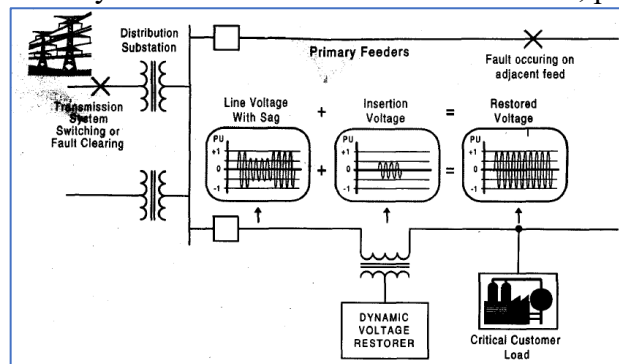 Distribution
Substation
Primary Feeders
Fault occuring on
adjacent feed
Transmission
System
Switching or
Fault Clearing
Line Voltage
With Sag
+
Insertion
Voltage
=
Restored
Voltage
PU
+1
0
-1
+
PU
+1
0
-1
=
PU
+1
0
-1
DYNAMIC
VOLTAGE
RESTORER
Critical Customer
Load